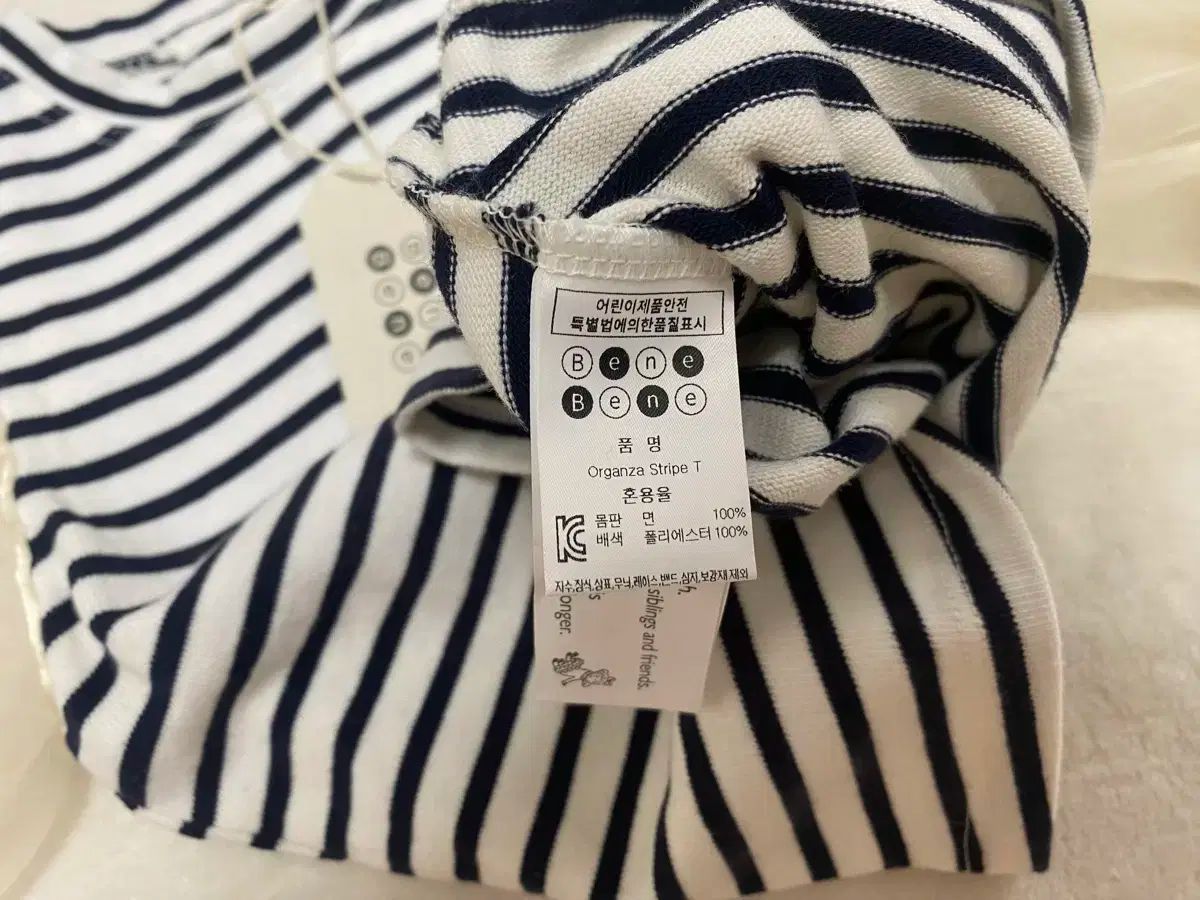 어린이제품안전
특별법에의한품질표시
Bene
Bene
품 명
Organza Stripe T
혼용율
몸판 면 100%
배색 폴리에스터 100%
자수,장식,상표,무늬,레이스,밴드,심지,보강재 제외
siblings and friends.
onger.